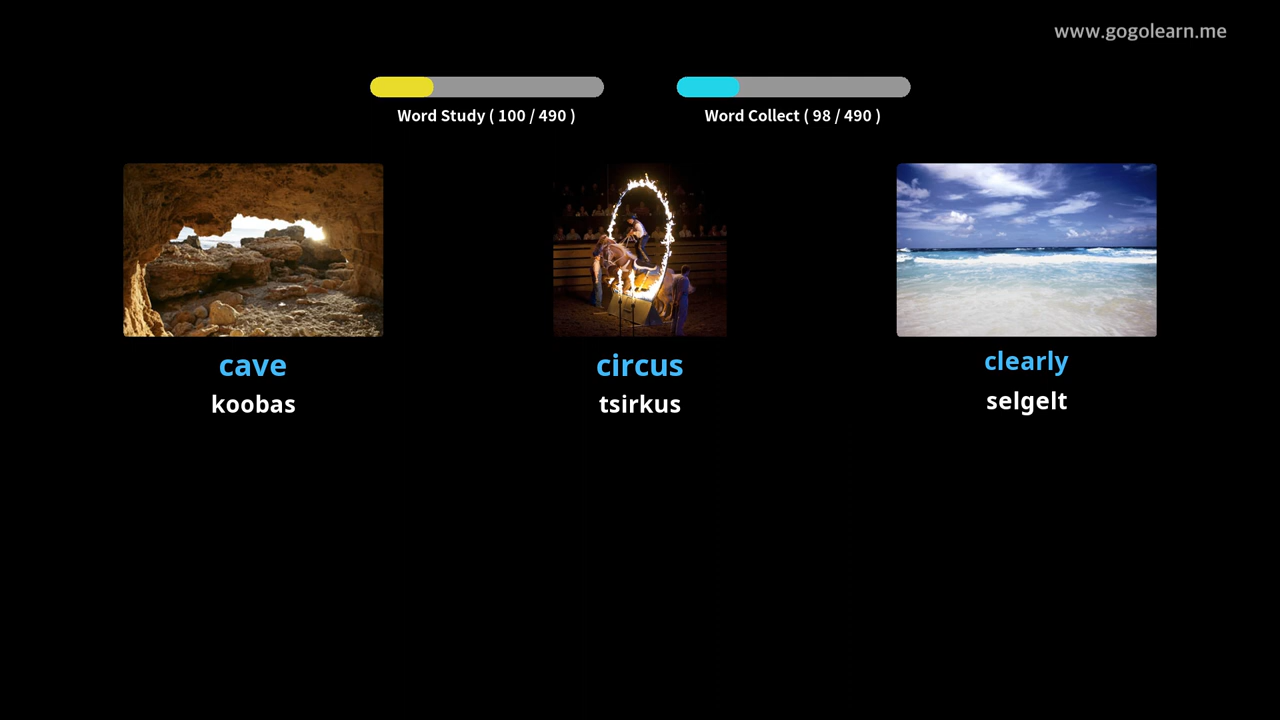 www.gogolearn.me
Word Study ( 100 / 490 )
Word Collect ( 98 / 490 )
cave
koobas
circus
tsirkus
clearly
selgelt